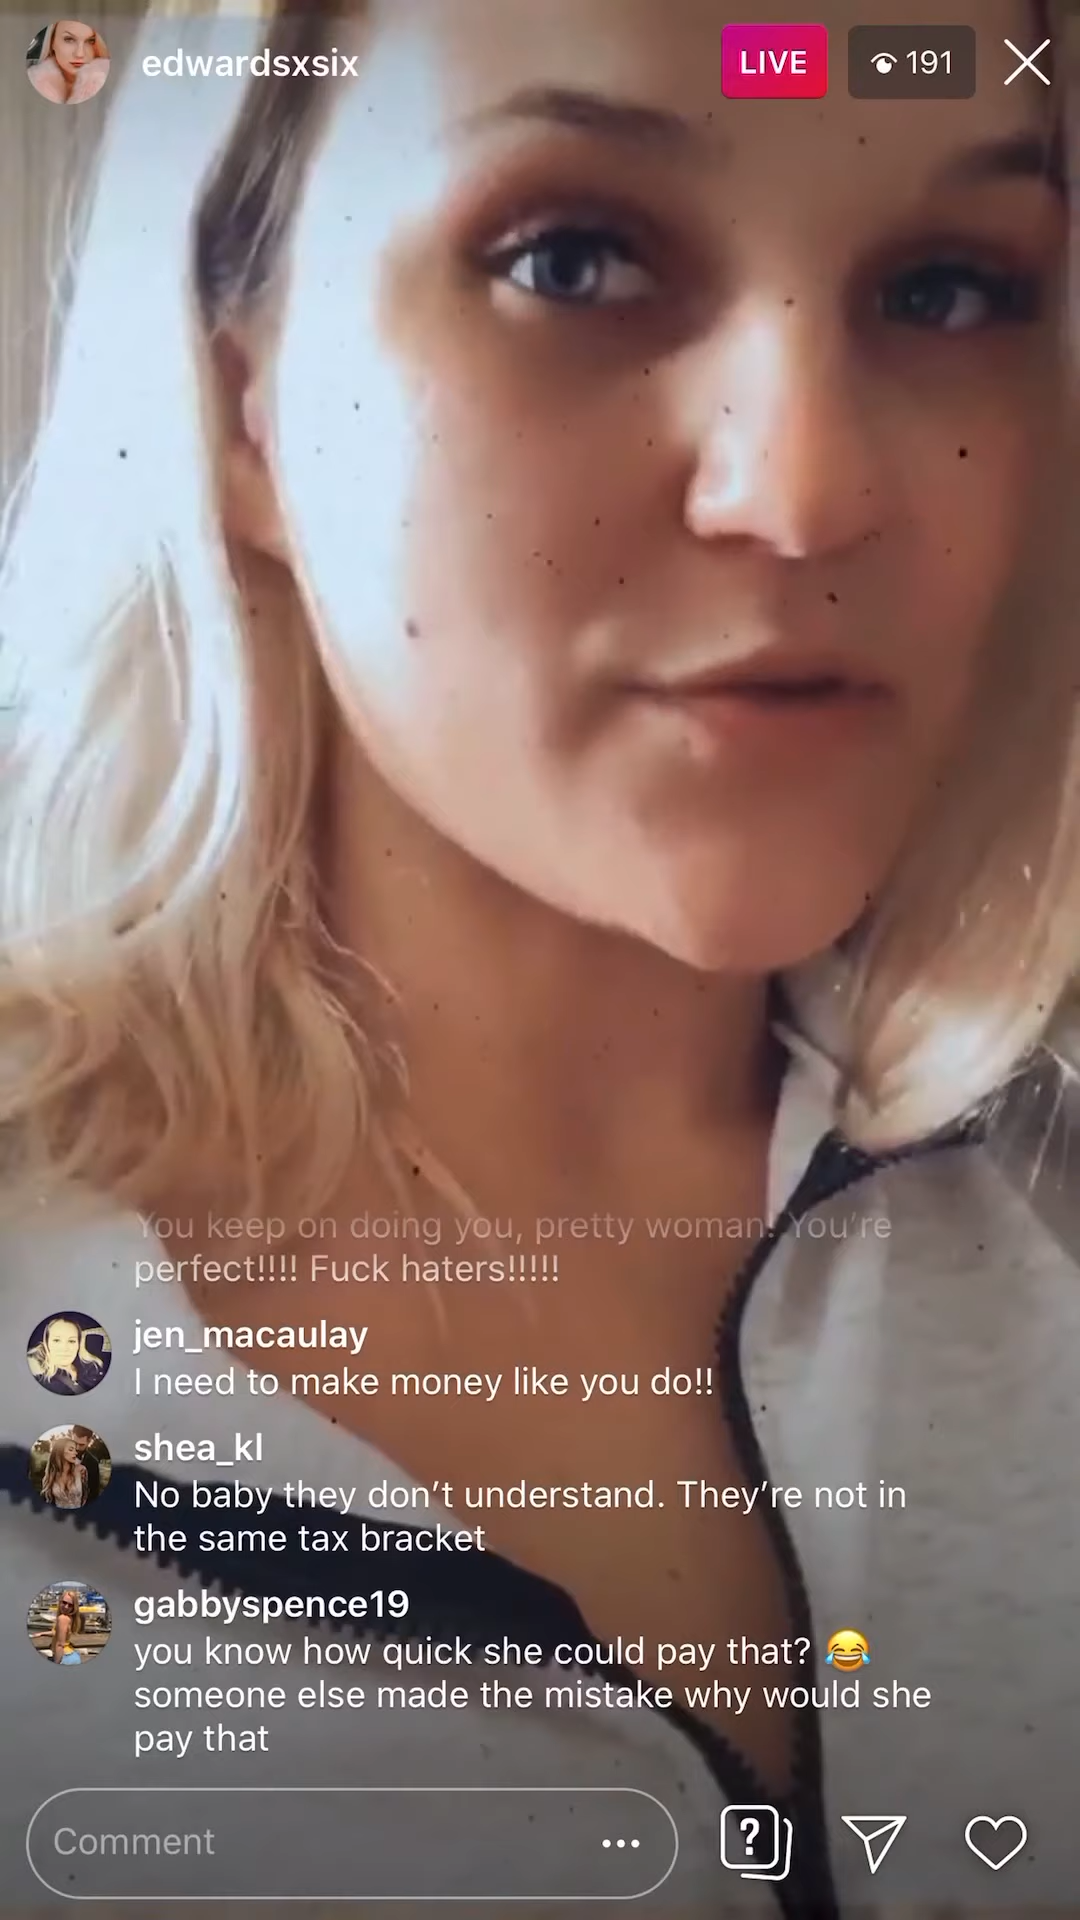 edwardsxsix
LIVE
191
You keep on doing you, pretty woman! You're
perfect!!!! Fuck haters!!!!!
jen_macaulay
I need to make money like you do!!
shea_kl
No baby they don't understand. They're not in
the same tax bracket
gabbyspence19
you know how quick she could pay that? 😂
someone else made the mistake why would she
pay that
Comment